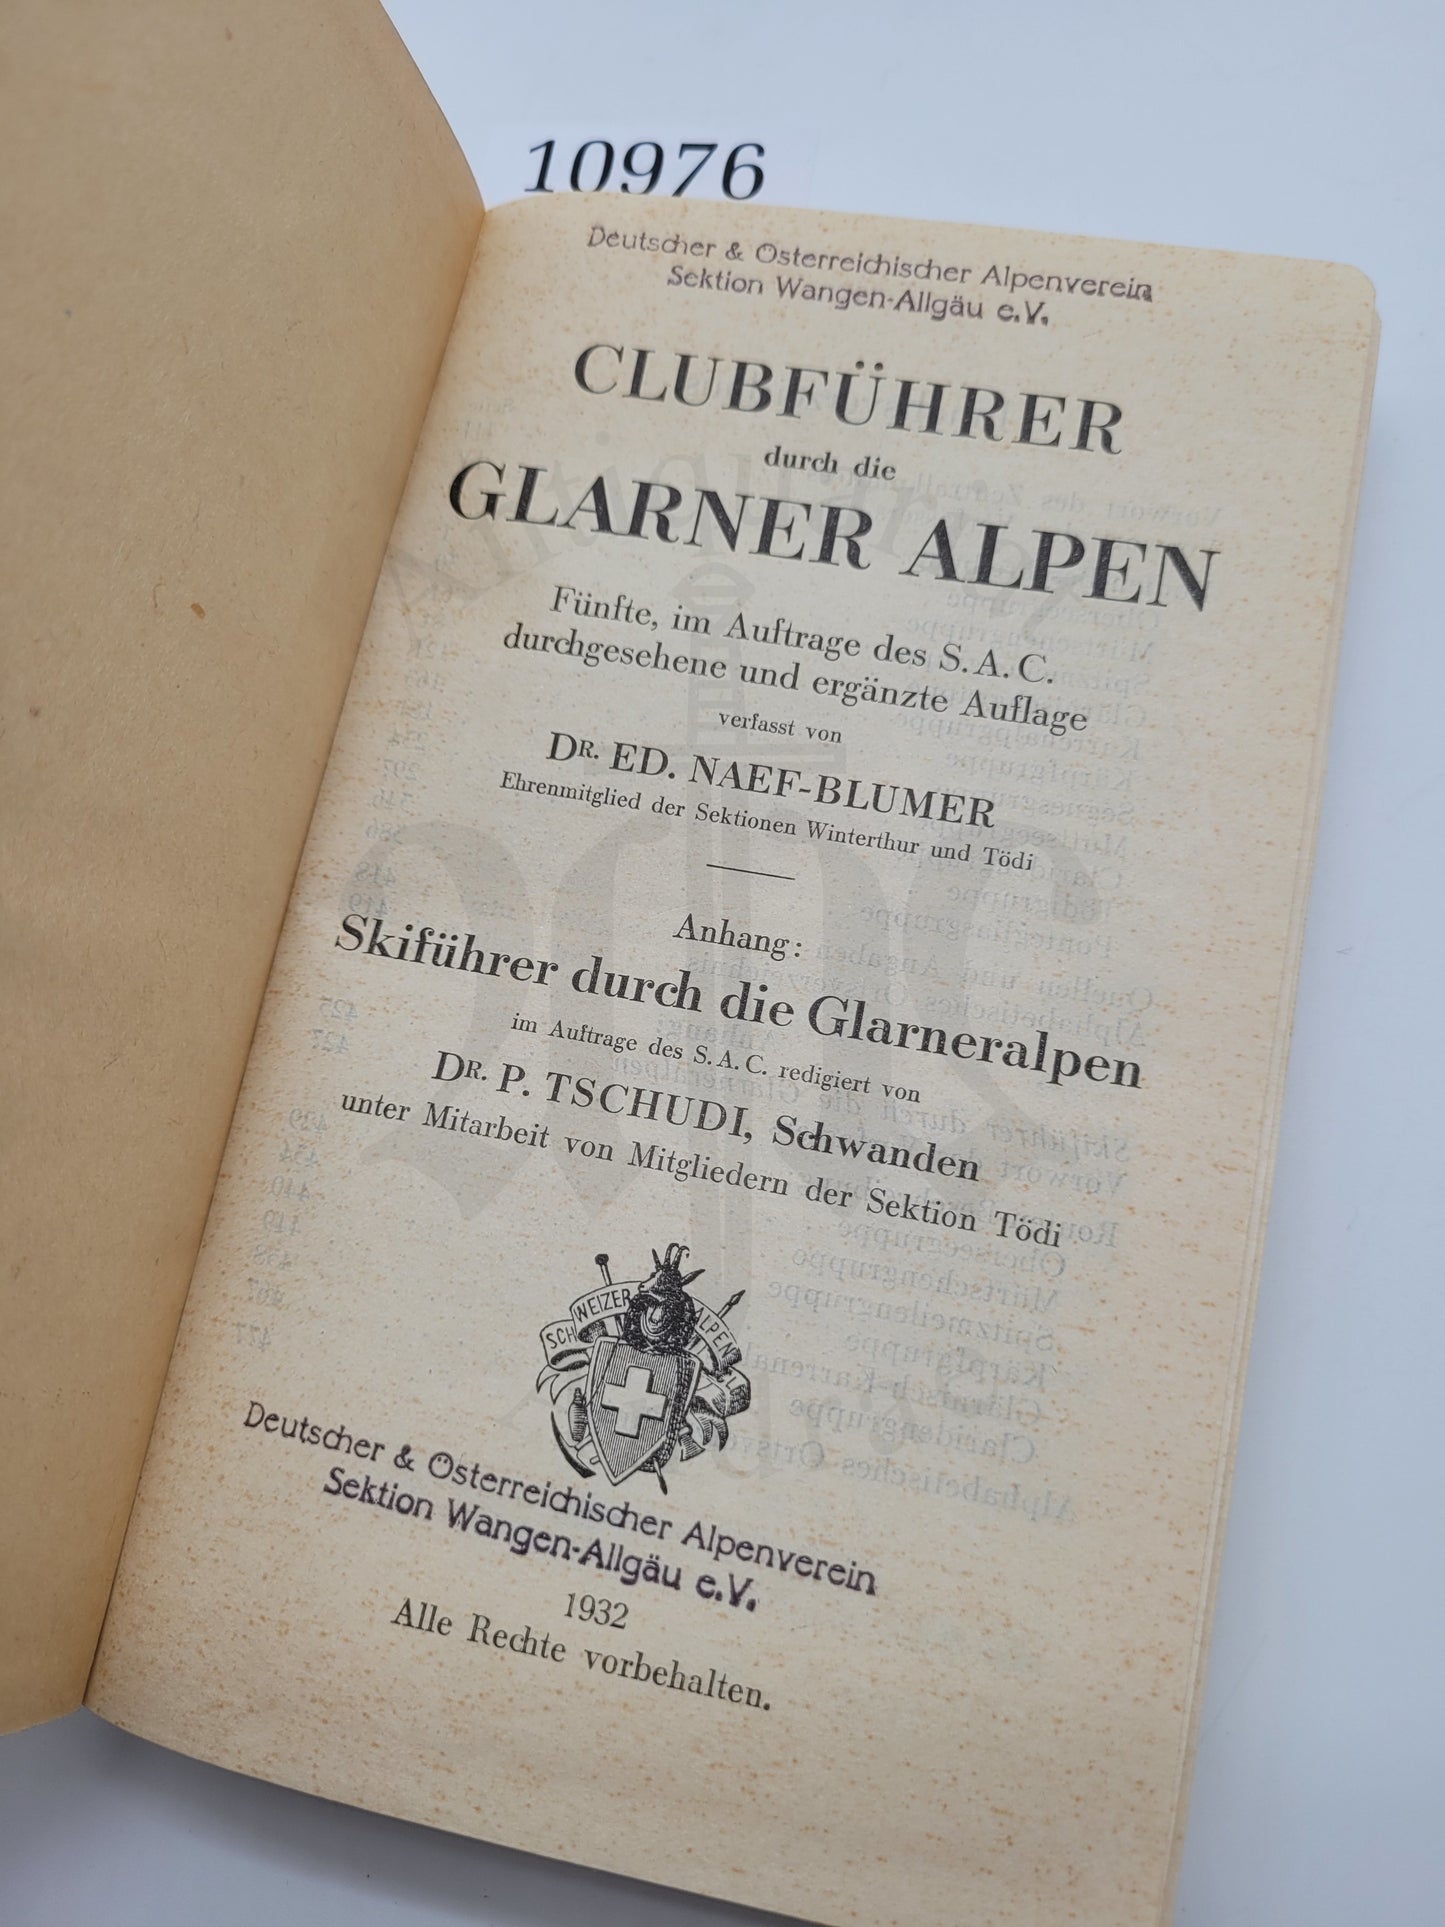 10976
Deutscher & Österreichischer Alpenverein
Sektion Wangen-Allgäu e.V.
CLUBFÜHRER
durch die
GLARNER ALPEN
Fünfte, im Auftrage des S. A. C.
durchgesehene und ergänzte Auflage
verfasst von
DR. ED. NAEF-BLUMER
Ehrenmitglied der Sektionen Winterthur und Tödi
Anhang:
Skiführer durch die Glarneralpen
im Auftrage des S. A. C. redigiert von
DR. P. TSCHUDI, Schwanden
unter Mitarbeit von Mitgliedern der Sektion Tödi
SCHWEIZER ALPEN
Deutscher & Österreichischer Alpenverein
Sektion Wangen-Allgäu e.V.
1932
Alle Rechte vorbehalten.